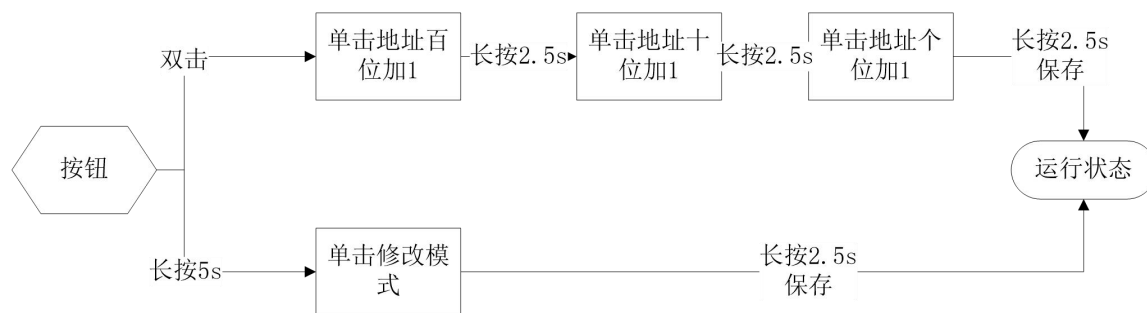 单击地址百
位加1
单击地址十
位加1
单击地址个
位加1
双击
长按2.5s
长按2.5s
长按2.5s
保存
按钮
运行状态
长按5s
单击修改模
式
长按2.5s
保存